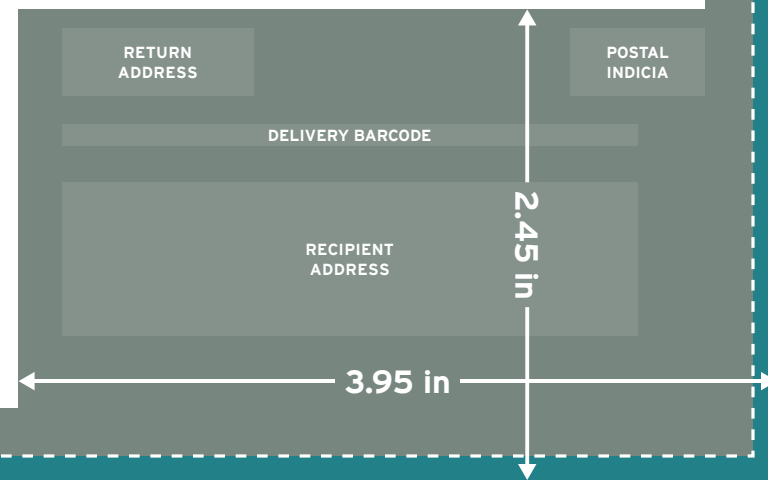 RETURN
ADDRESS
POSTAL
INDICIA
DELIVERY BARCODE
2.45 in
RECIPIENT
ADDRESS
3.95 in